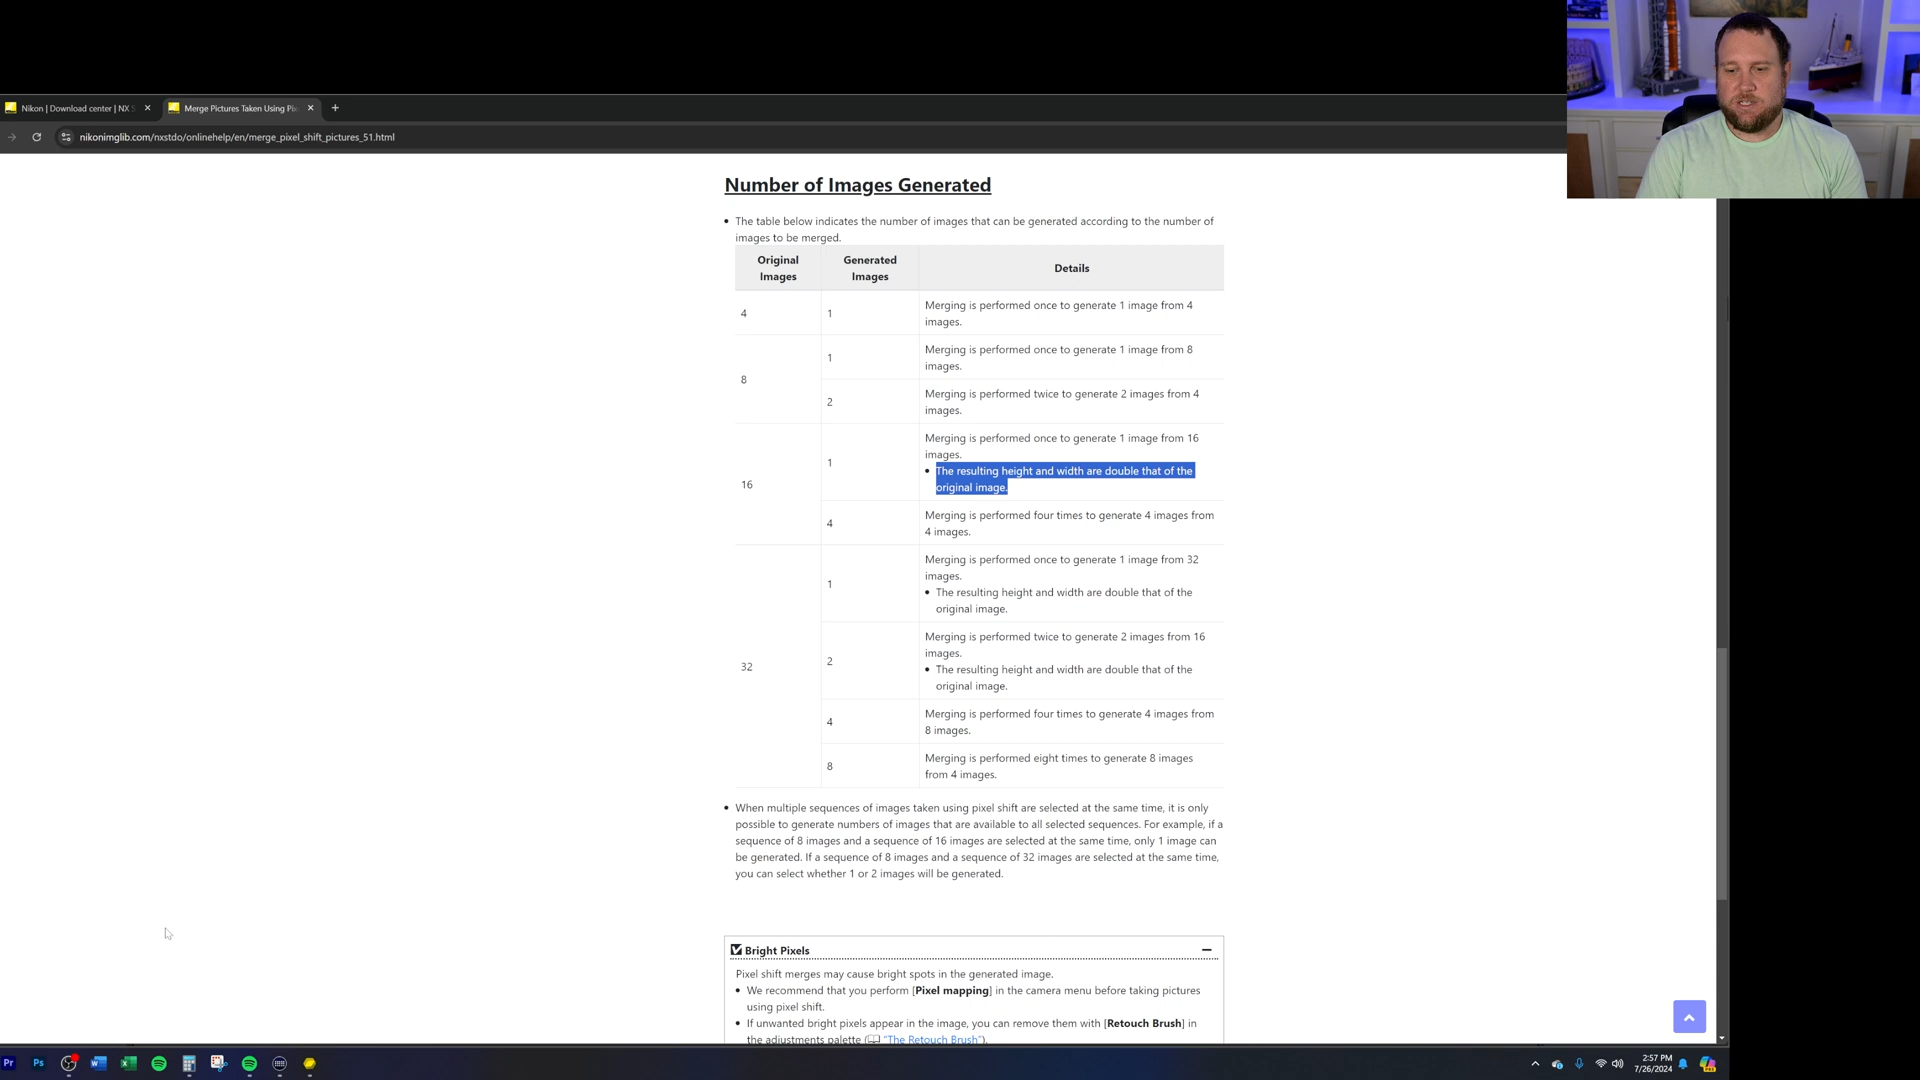 Nikon | Download center | NX S
Merge Pictures Taken Using Pix
nikonimglib.com/nxstdo/onlinehelp/en/merge_pixel_shift_pictures_51.html
Number of Images Generated
The table below indicates the number of images that can be generated according to the number of
images to be merged.
Original
Images
Generated
Images
Details
4
1
Merging is performed once to generate 1 image from 4
images.
8
1
Merging is performed once to generate 1 image from 8
images.
2
Merging is performed twice to generate 2 images from 4
images.
16
1
Merging is performed once to generate 1 image from 16
images.
The resulting height and width are double that of the
original image.
4
Merging is performed four times to generate 4 images from
4 images.
32
1
Merging is performed once to generate 1 image from 32
images.
The resulting height and width are double that of the
original image.
2
Merging is performed twice to generate 2 images from 16
images.
The resulting height and width are double that of the
original image.
4
Merging is performed four times to generate 4 images from
8 images.
8
Merging is performed eight times to generate 8 images
from 4 images.
When multiple sequences of images taken using pixel shift are selected at the same time, it is only
possible to generate numbers of images that are available to all selected sequences. For example, if a
sequence of 8 images and a sequence of 16 images are selected at the same time, only 1 image can
be generated. If a sequence of 8 images and a sequence of 32 images are selected at the same time,
you can select whether 1 or 2 images will be generated.
Bright Pixels
Pixel shift merges may cause bright spots in the generated image.
We recommend that you perform [Pixel mapping] in the camera menu before taking pictures
using pixel shift.
If unwanted bright pixels appear in the image, you can remove them with [Retouch Brush] in
the adjustments palette ( "The Retouch Brush").
Pr
Ps
2:57 PM
7/26/2024